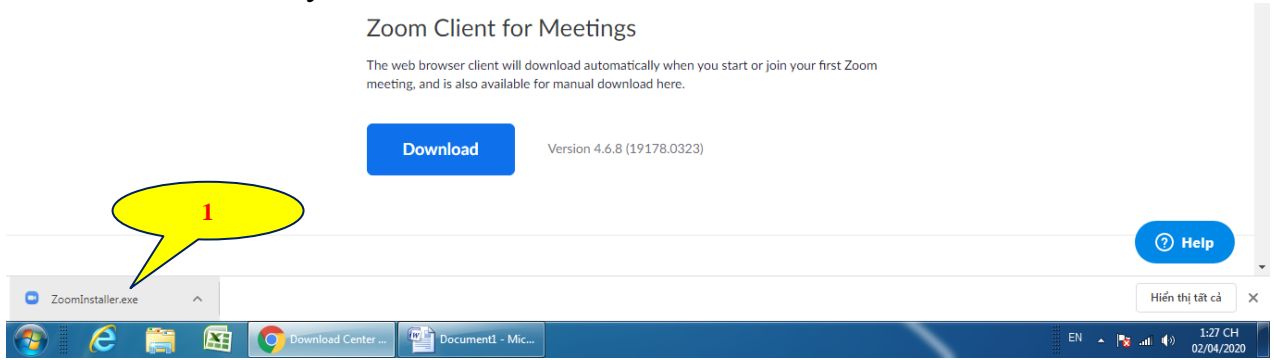 Zoom Client for Meetings
The web browser client will download automatically when you start or join your first Zoom
meeting, and is also available for manual download here.
Download
Version 4.6.8 (19178.0323)
1
Help
ZoomInstaller.exe
Hiển thị tất cả
Download Center ...
Document1 - Mic...
EN
1:27 CH
02/04/2020